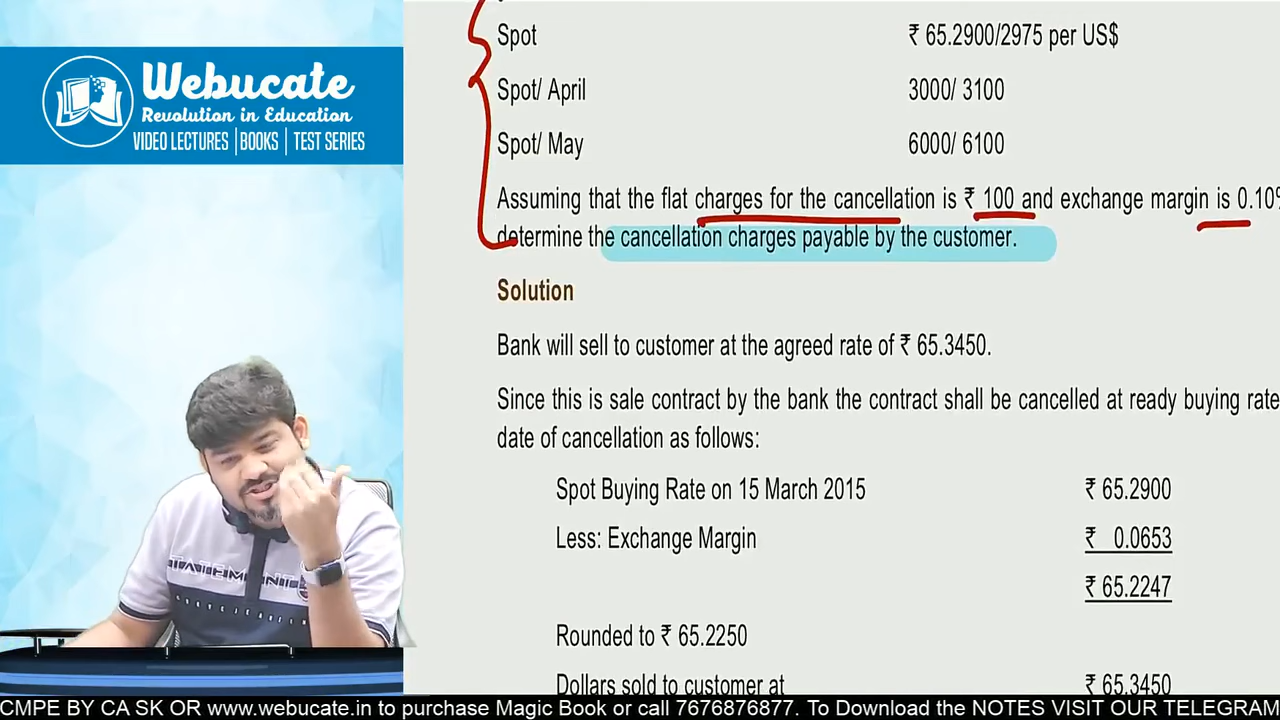 Webucate
Revolution in Education
VIDEO LECTURES | BOOKS | TEST SERIES
Spot ₹ 65.2900/2975 per US$
Spot/ April 3000/ 3100
Spot/ May 6000/ 6100
Assuming that the flat charges for the cancellation is ₹ 100 and exchange margin is 0.10%
determine the cancellation charges payable by the customer.
Solution
Bank will sell to customer at the agreed rate of ₹ 65.3450.
Since this is sale contract by the bank the contract shall be cancelled at ready buying rate
date of cancellation as follows:
Spot Buying Rate on 15 March 2015 ₹ 65.2900
Less: Exchange Margin ₹ 0.0653
₹ 65.2247
Rounded to ₹ 65.2250
Dollars sold to customer at ₹ 65.3450
CMPE BY CA SK OR www.webucate.in to purchase Magic Book or call 7676876877. To Download the NOTES VISIT OUR TELEGRAM